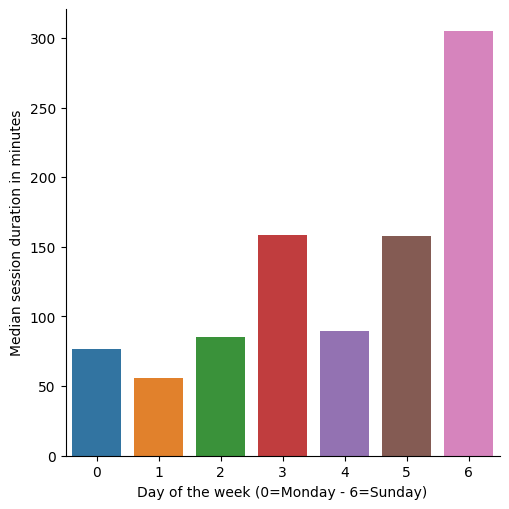 Median session duration in minutes
300
250
200
150
100
50
0
0 1 2 3 4 5 6
Day of the week (0=Monday - 6=Sunday)